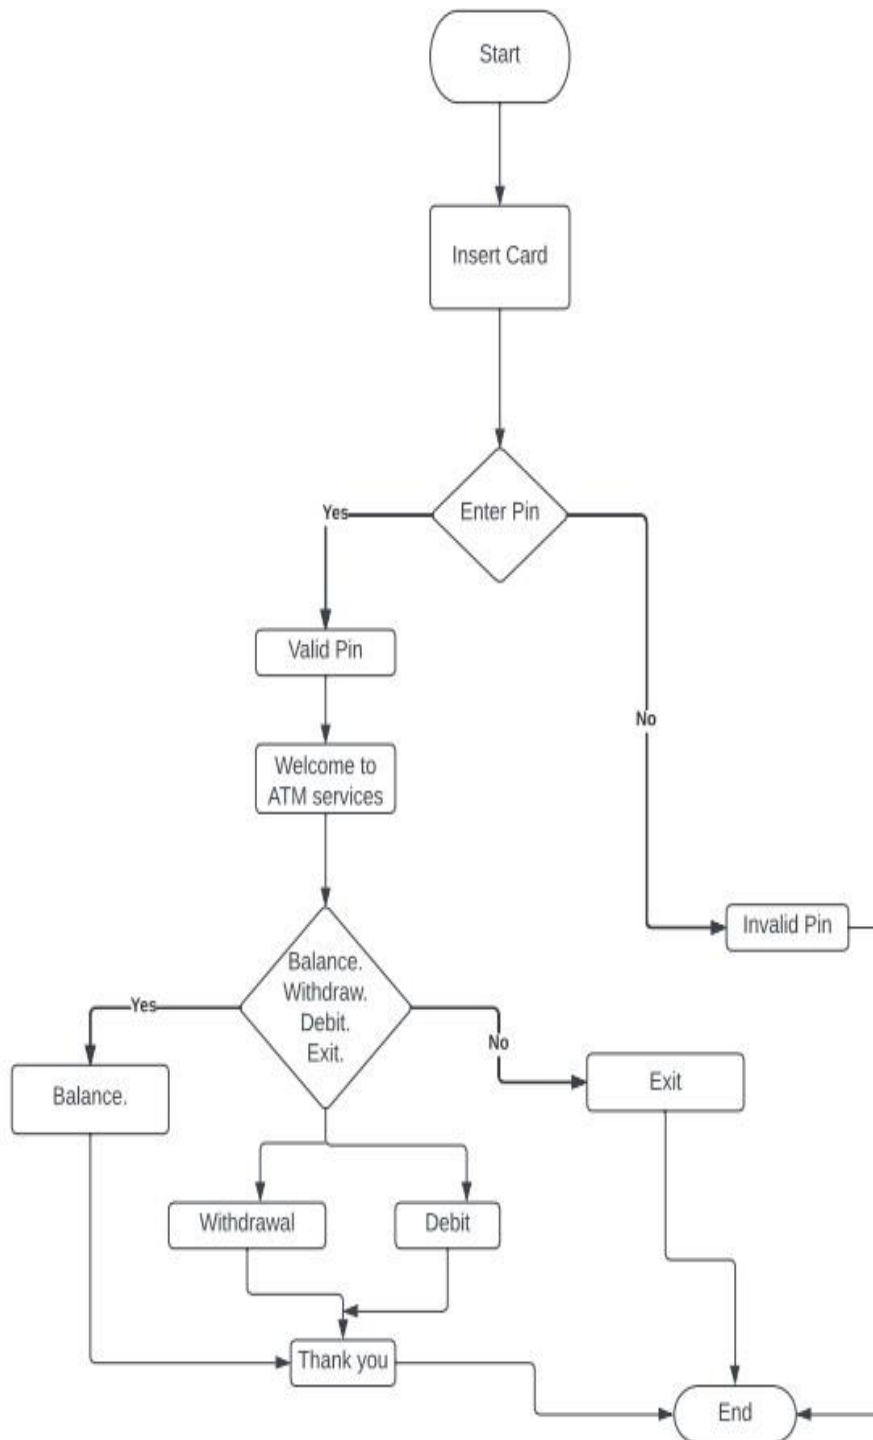 Start
Insert Card
Enter Pin
Yes
Valid Pin
No
Welcome to
ATM services
Invalid Pin
Balance.
Withdraw.
Debit.
Exit.
Yes
No
Balance.
Exit
Withdrawal
Debit
Thank you
End